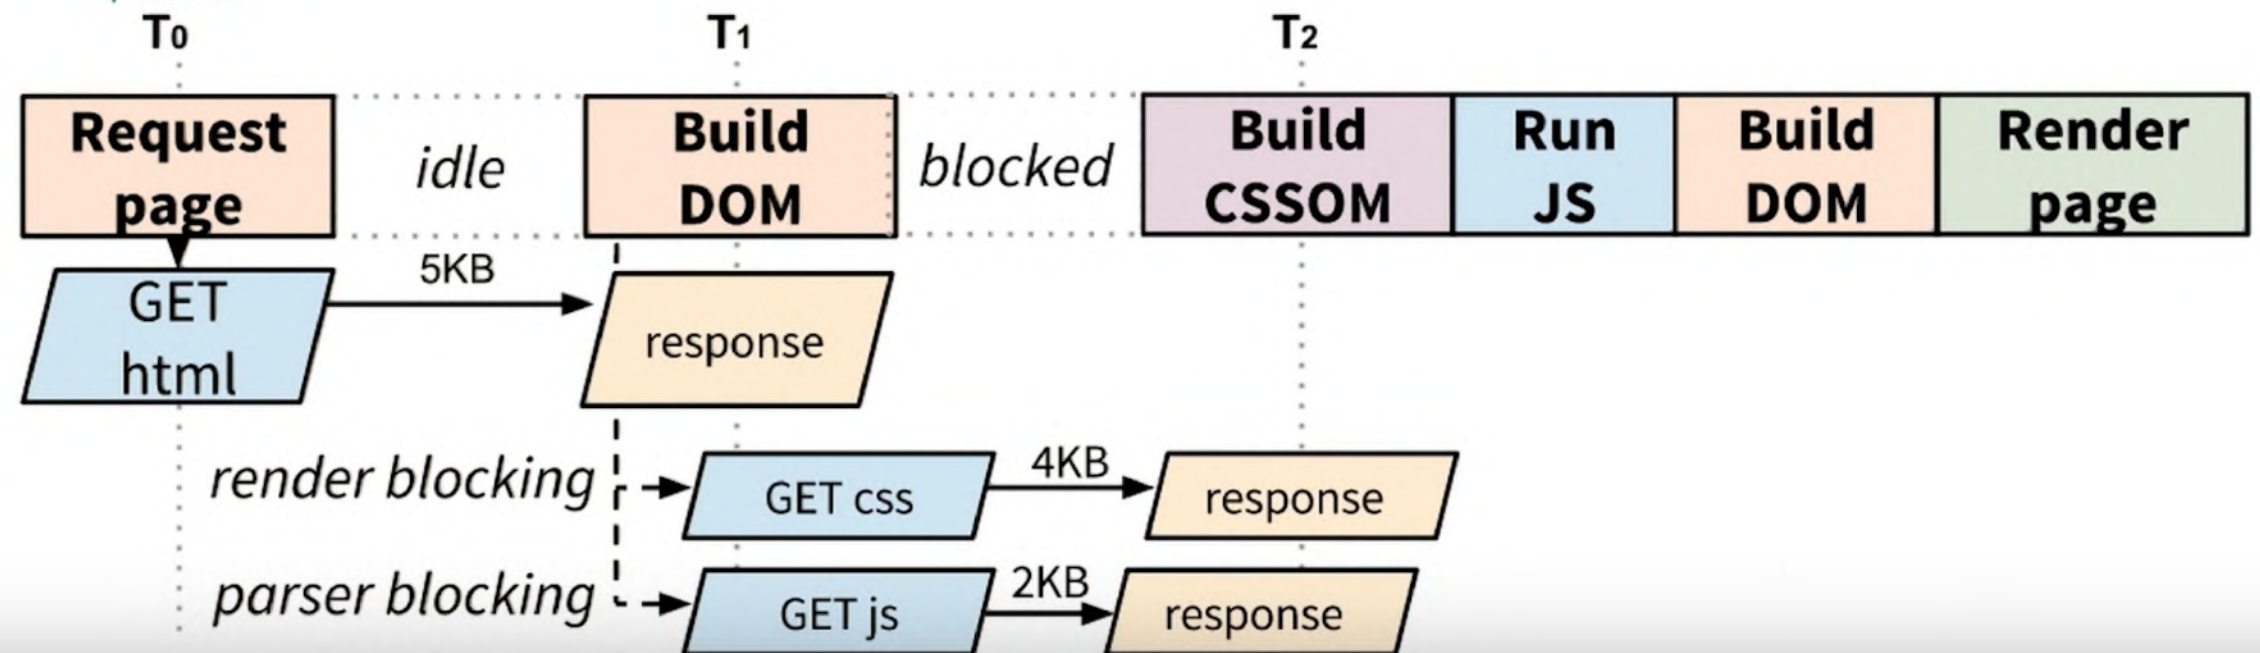 T0
T1
T2
Request
page
idle
Build
DOM
blocked
Build
CSSOM
Run
JS
Build
DOM
Render
page
GET
html
5KB
response
render blocking
GET css
4KB
response
parser blocking
GET js
2KB
response